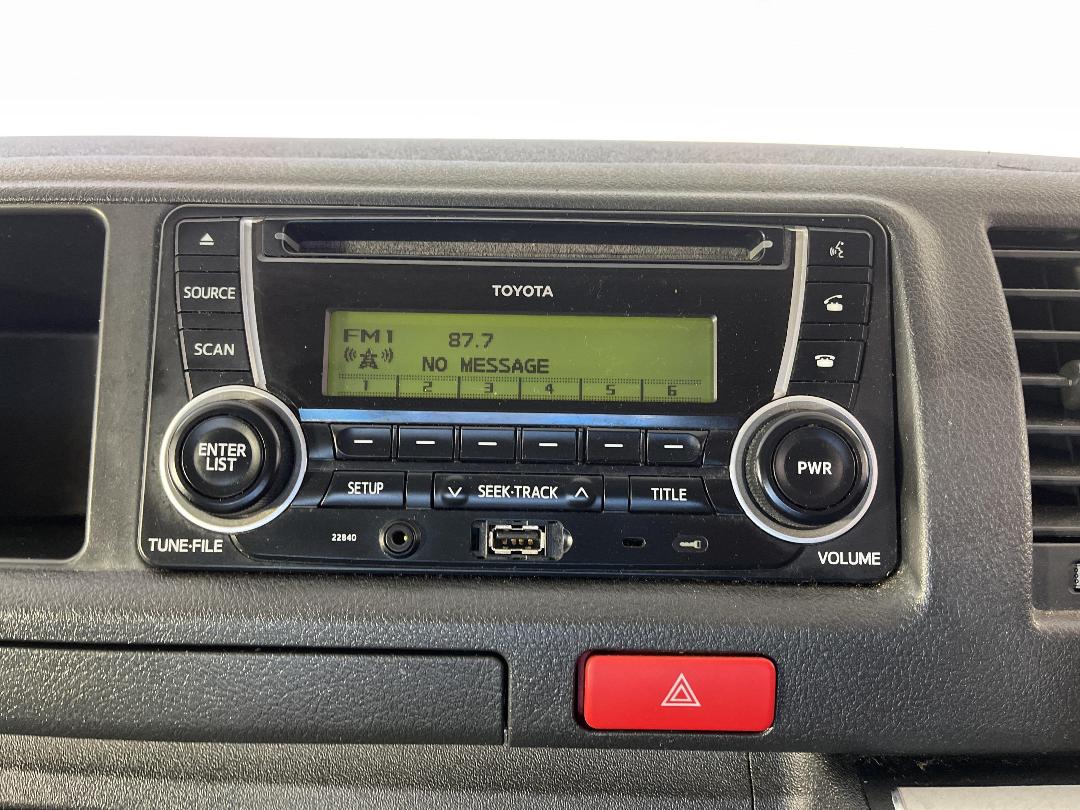 TOYOTA
SOURCE
SCAN
FM1 87.7
NO MESSAGE
1 2 3 4 5 6
ENTER
LIST
PWR
SETUP
SEEK·TRACK
TITLE
22840
TUNE·FILE
VOLUME